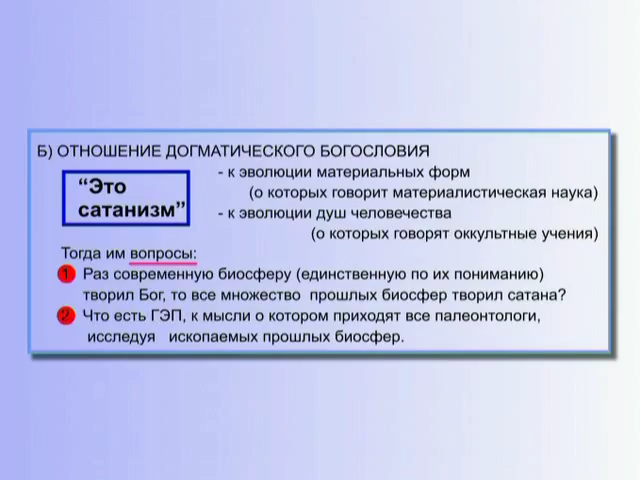 Б) ОТНОШЕНИЕ ДОГМАТИЧЕСКОГО БОГОСЛОВИЯ
"Это
сатанизм"
- к эволюции материальных форм
(о которых говорит материалистическая наука)
- к эволюции душ человечества
(о которых говорят оккультные учения)
Тогда им вопросы:
1 Раз современную биосферу (единственную по их пониманию)
творил Бог, то все множество прошлых биосфер творил сатана?
2 Что есть ГЭП, к мысли о котором приходят все палеонтологи,
исследуя ископаемых прошлых биосфер.